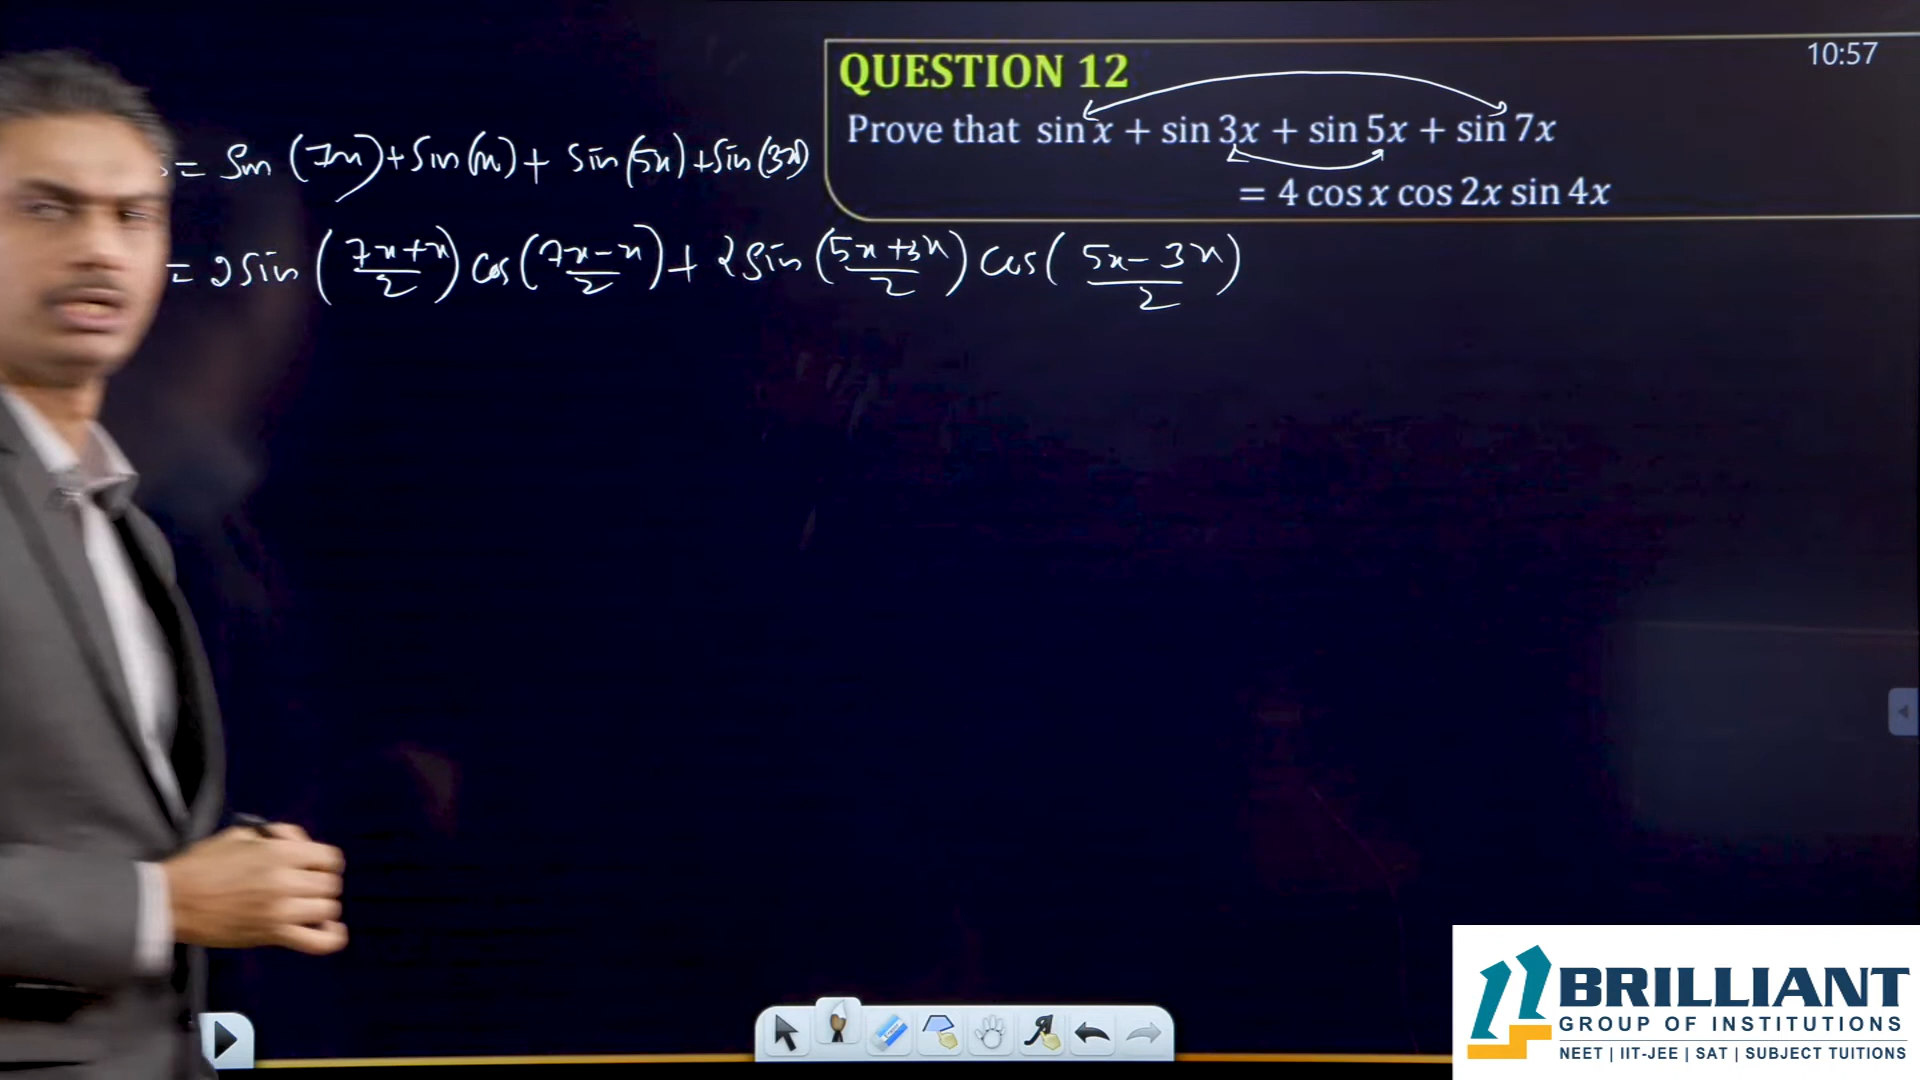 10:57
QUESTION 12
Prove that sin x + sin 3x + sin 5x + sin 7x
= 4 cos x cos 2x sin 4x
= Sin (7x) + Sin (x) + Sin (5x) + Sin (3x)
= 2 Sin (7x+x/2) Cos (7x-x/2) + 2 Sin (5x+3x/2) Cos (5x-3x/2)
BRILLIANT
GROUP OF INSTITUTIONS
NEET | IIT-JEE | SAT | SUBJECT TUITIONS